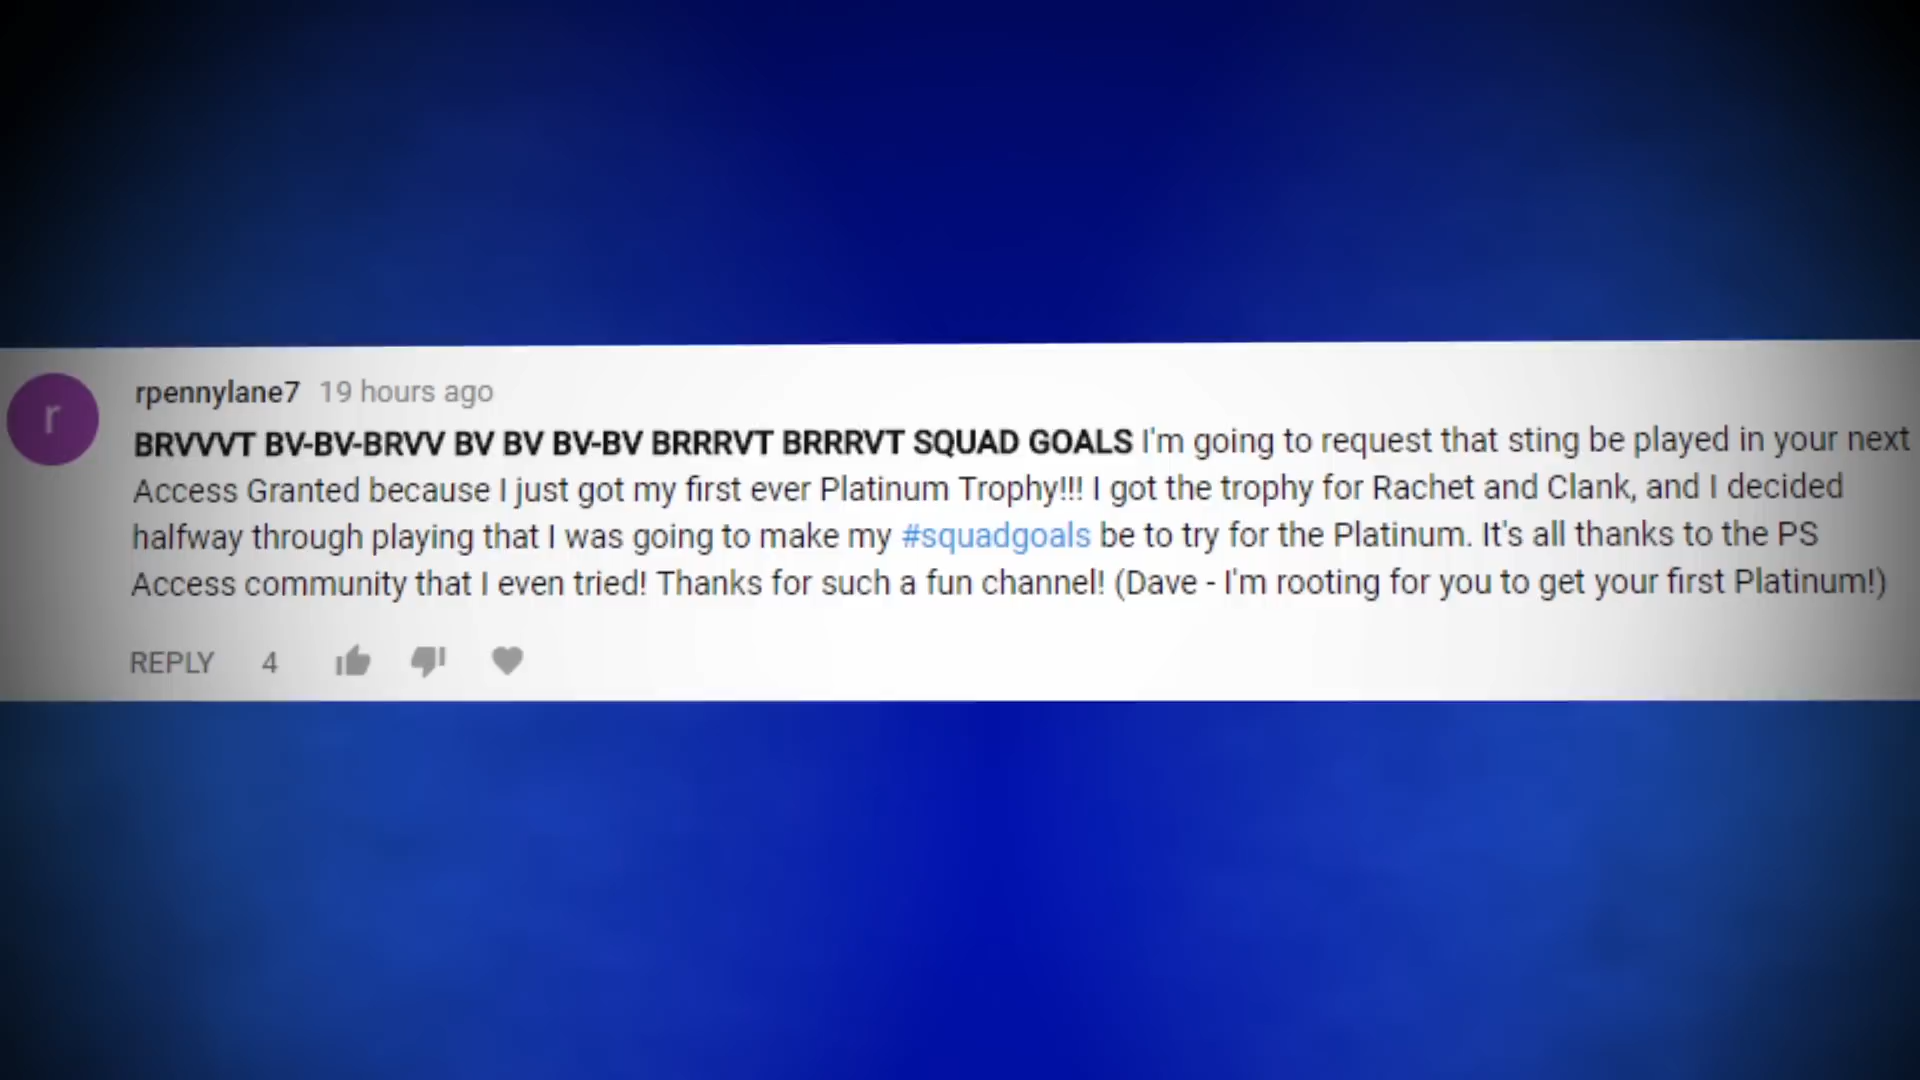 r
rpennylane7 19 hours ago
BRVVVT BV-BV-BRVV BV BV BV-BV BRRRVT BRRRVT SQUAD GOALS I'm going to request that sting be played in your next
Access Granted because I just got my first ever Platinum Trophy!!! I got the trophy for Rachet and Clank, and I decided
halfway through playing that I was going to make my #squadgoals be to try for the Platinum. It's all thanks to the PS
Access community that I even tried! Thanks for such a fun channel! (Dave - I'm rooting for you to get your first Platinum!)
REPLY 4